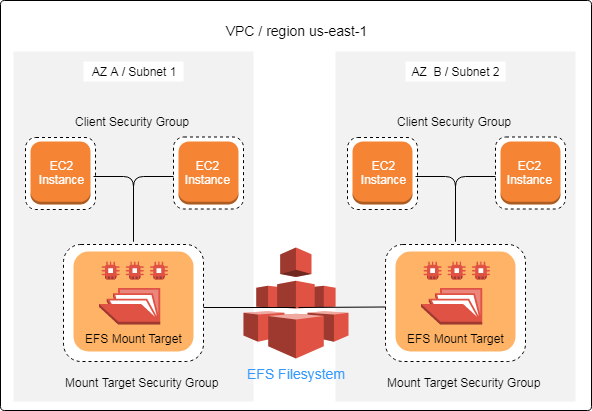 VPC / region us-east-1
AZ A / Subnet 1
AZ B / Subnet 2
Client Security Group
Client Security Group
EC2
Instance
EC2
Instance
EC2
Instance
EC2
Instance
EFS Mount Target
EFS Mount Target
EFS Filesystem
Mount Target Security Group
Mount Target Security Group